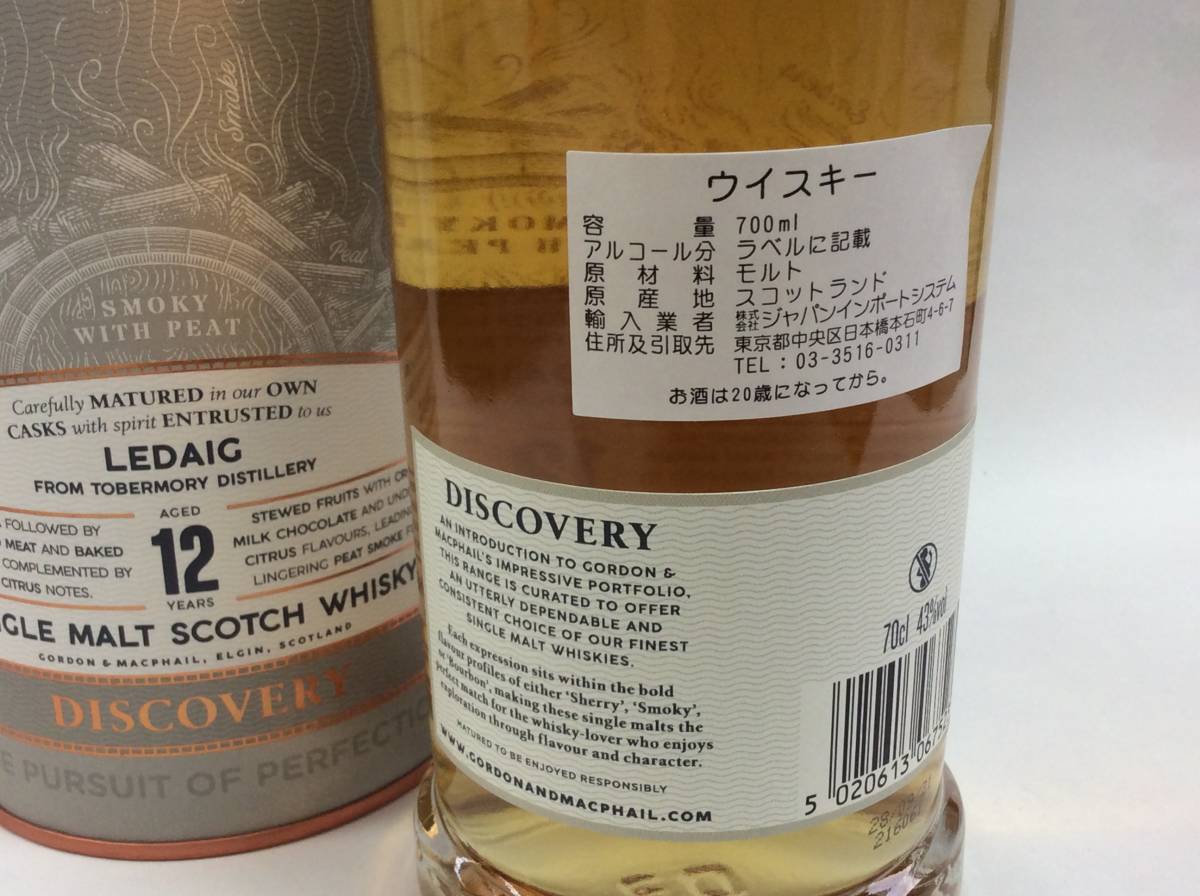 Smoke
Peat
SMOKY
WITH PEAT
Carefully MATURED in our OWN
CASKS with spirit ENTRUSTED to us
LEDAIG
FROM TOBERMORY DISTILLERY
FOLLOWED BY
MEAT AND BAKED
COMPLEMENTED BY
CITRUS NOTES.
AGED
12
YEARS
STEWED FRUITS WITH
MILK CHOCOLATE AND
CITRUS FLAVOURS,
LINGERING PEAT SMOKE
GLE MALT SCOTCH WHISKY
GORDON & MACPHAIL, ELGIN, SCOTLAND
DISCOVERY
E PURSUIT OF PERFECTIO
ウイスキー
容量 700ml
アルコール分 ラベルに記載
原材料 モルト
原産地 スコットランド
輸入業者 株式会社ジャパンインポートシステム
住所及引取先 東京都中央区日本橋本石町4-6-7
TEL : 03-3516-0311
お酒は20歳になってから。
DISCOVERY
AN INTRODUCTION TO GORDON &
MACPHAIL'S IMPRESSIVE PORTFOLIO,
THIS RANGE IS CURATED TO OFFER
AN UTTERLY DEPENDABLE AND
CONSISTENT CHOICE OF OUR FINEST
SINGLE MALT WHISKIES.
Each expression sits within the bold
flavour profiles of either 'Sherry', 'Smoky',
or 'Bourbon', making these single malts the
perfect match for the whisky-lover who enjoys
exploration through flavour and character.
MATURED TO BE ENJOYED RESPONSIBLY
WWW.GORDONANDMACPHAIL.COM
70cl 43%vol
5 020613 0675